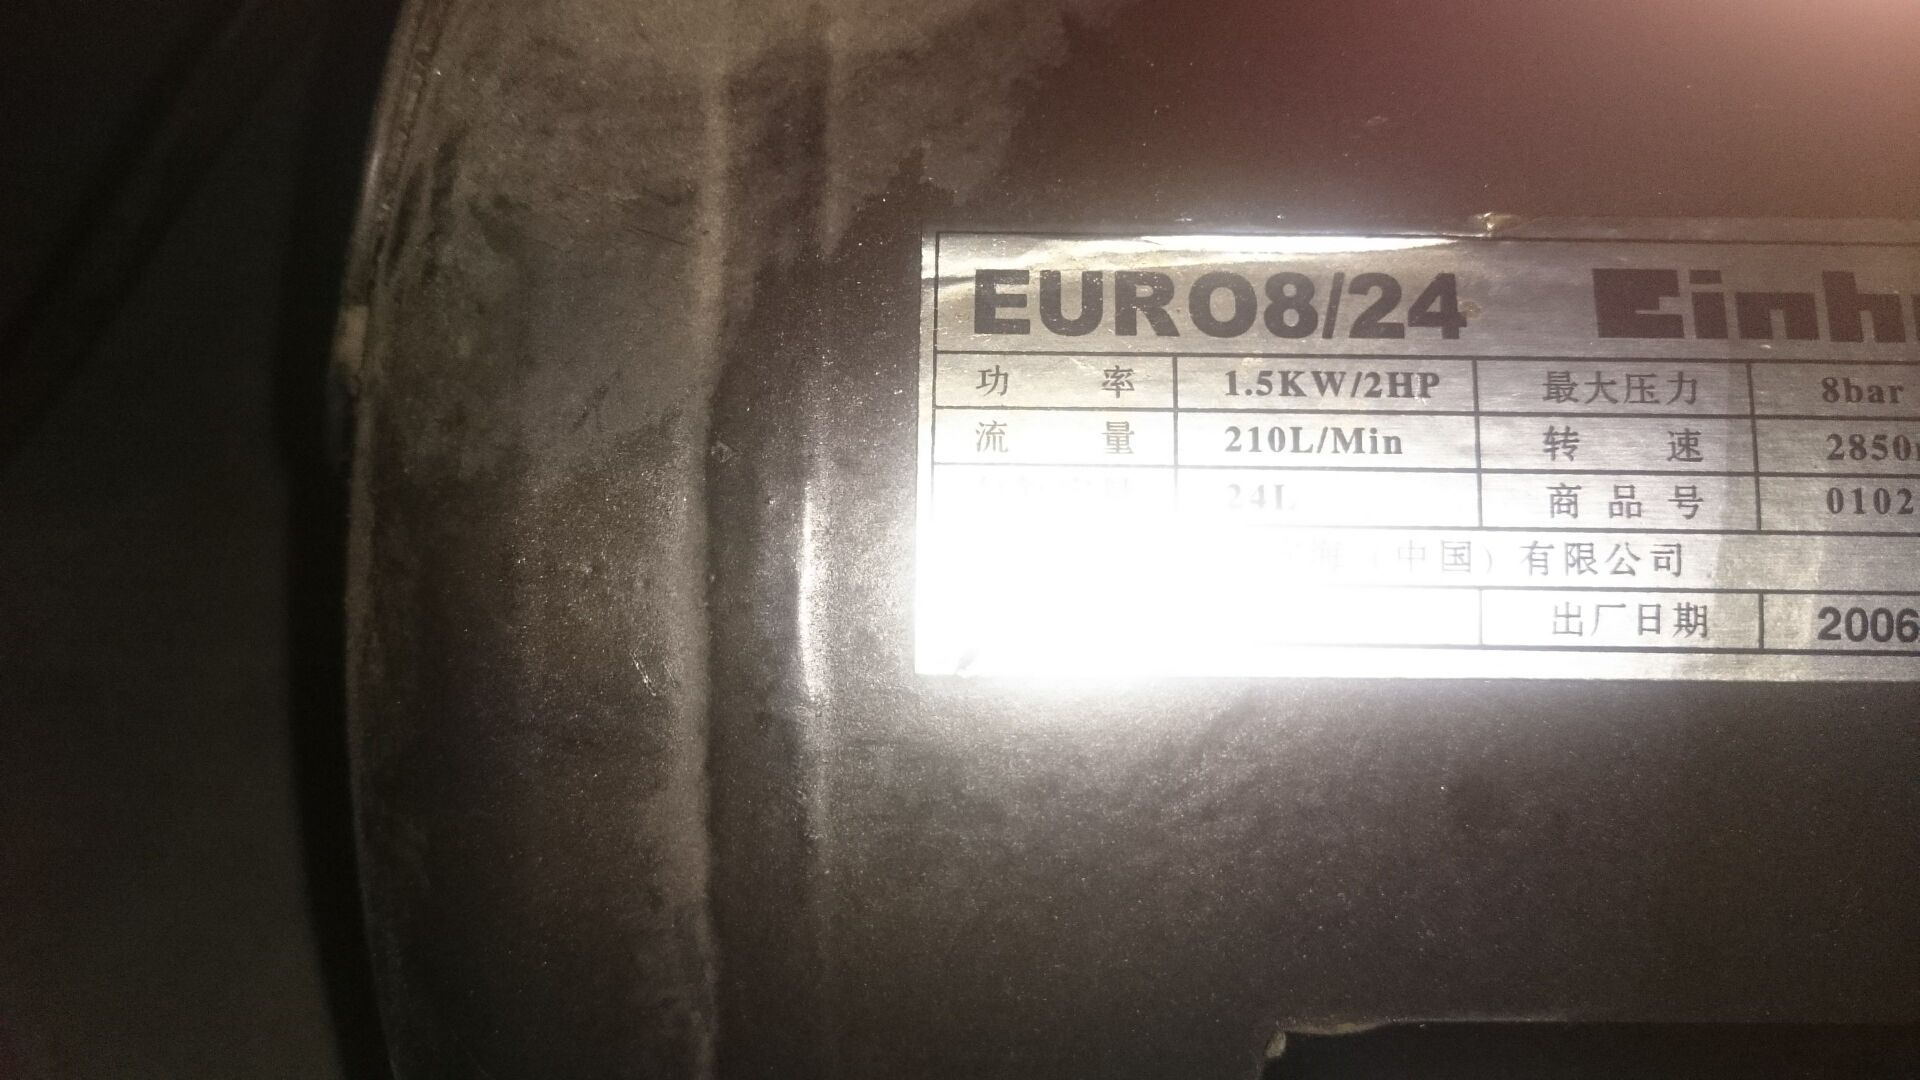 EURO8/24 Einh
功 率 1.5KW/2HP 最大压力 8bar
流 量 210L/Min 转 速 2850
24L 商品号 0102
海（中国）有限公司
出厂日期 2006